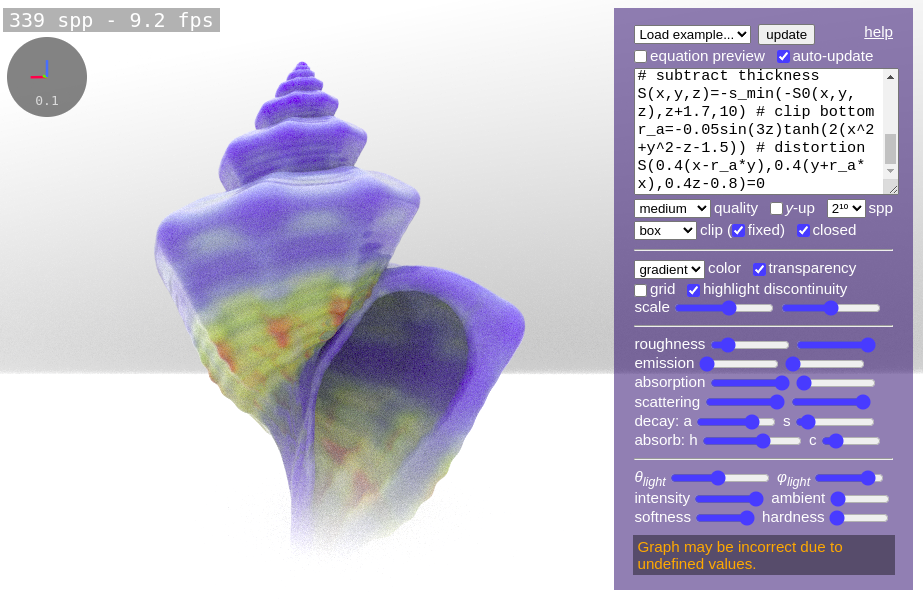 339 spp - 9.2 fps
0.1
Load example... update help
equation preview auto-update
# subtract thickness
S(x,y,z)=-s_min(-S0(x,y,
z),z+1.7,10) # clip bottom
r_a=-0.05sin(3z)tanh(2(x^2
+y^2-z-1.5)) # distortion
S(0.4(x-r_a*y),0.4(y+r_a*
x),0.4z-0.8)=0
medium quality y-up 2¹⁰ spp
box clip (fixed) closed
gradient color transparency
grid highlight discontinuity
scale
roughness
emission
absorption
scattering
decay: a s
absorb: h c
θlight φlight
intensity ambient
softness hardness
Graph may be incorrect due to
undefined values.